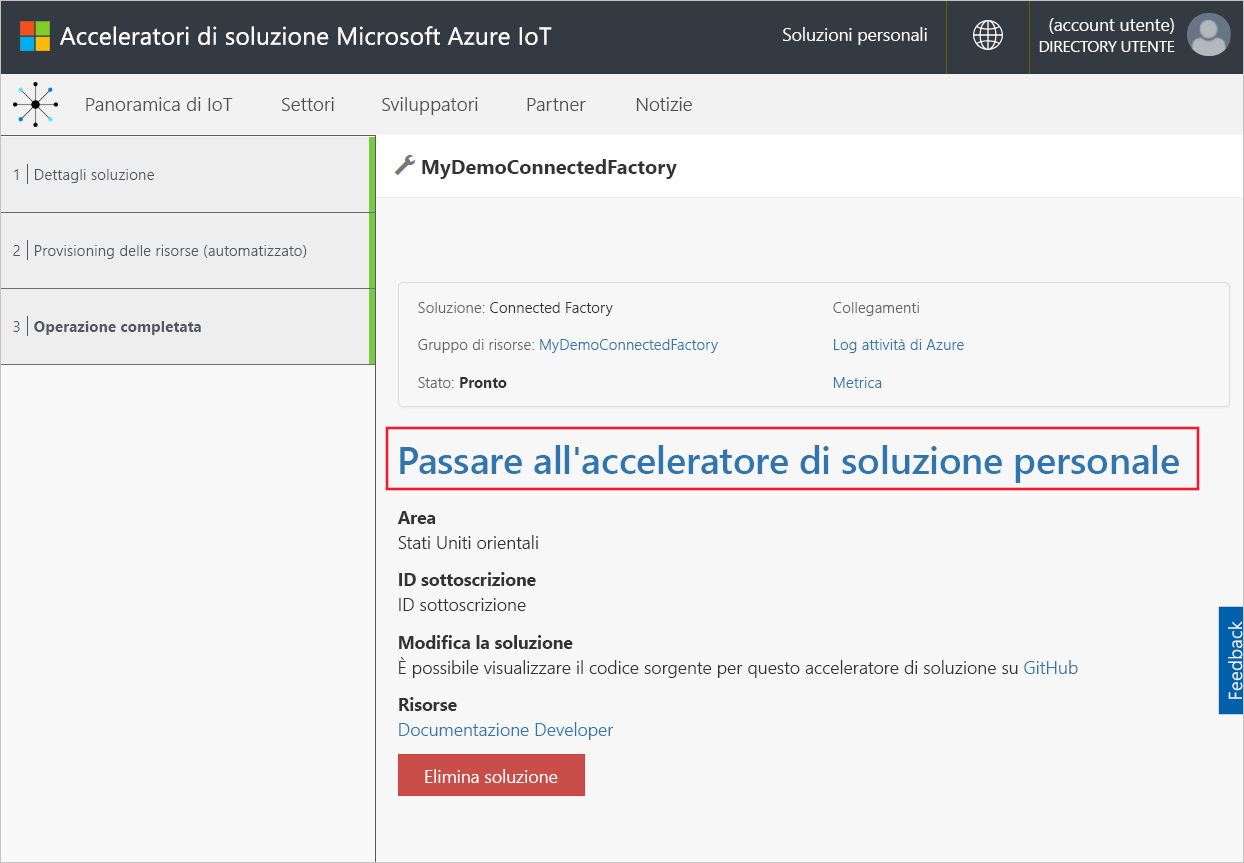 Acceleratori di soluzione Microsoft Azure IoT
Soluzioni personali
(account utente)
DIRECTORY UTENTE
Panoramica di IoT
Settori
Sviluppatori
Partner
Notizie
1 Dettagli soluzione
2 Provisioning delle risorse (automatizzato)
3 Operazione completata
MyDemoConnectedFactory
Soluzione: Connected Factory
Gruppo di risorse: MyDemoConnectedFactory
Stato: Pronto
Collegamenti
Log attività di Azure
Metrica
Passare all'acceleratore di soluzione personale
Area
Stati Uniti orientali
ID sottoscrizione
ID sottoscrizione
Modifica la soluzione
È possibile visualizzare il codice sorgente per questo acceleratore di soluzione su GitHub
Risorse
Documentazione Developer
Elimina soluzione
Feedback